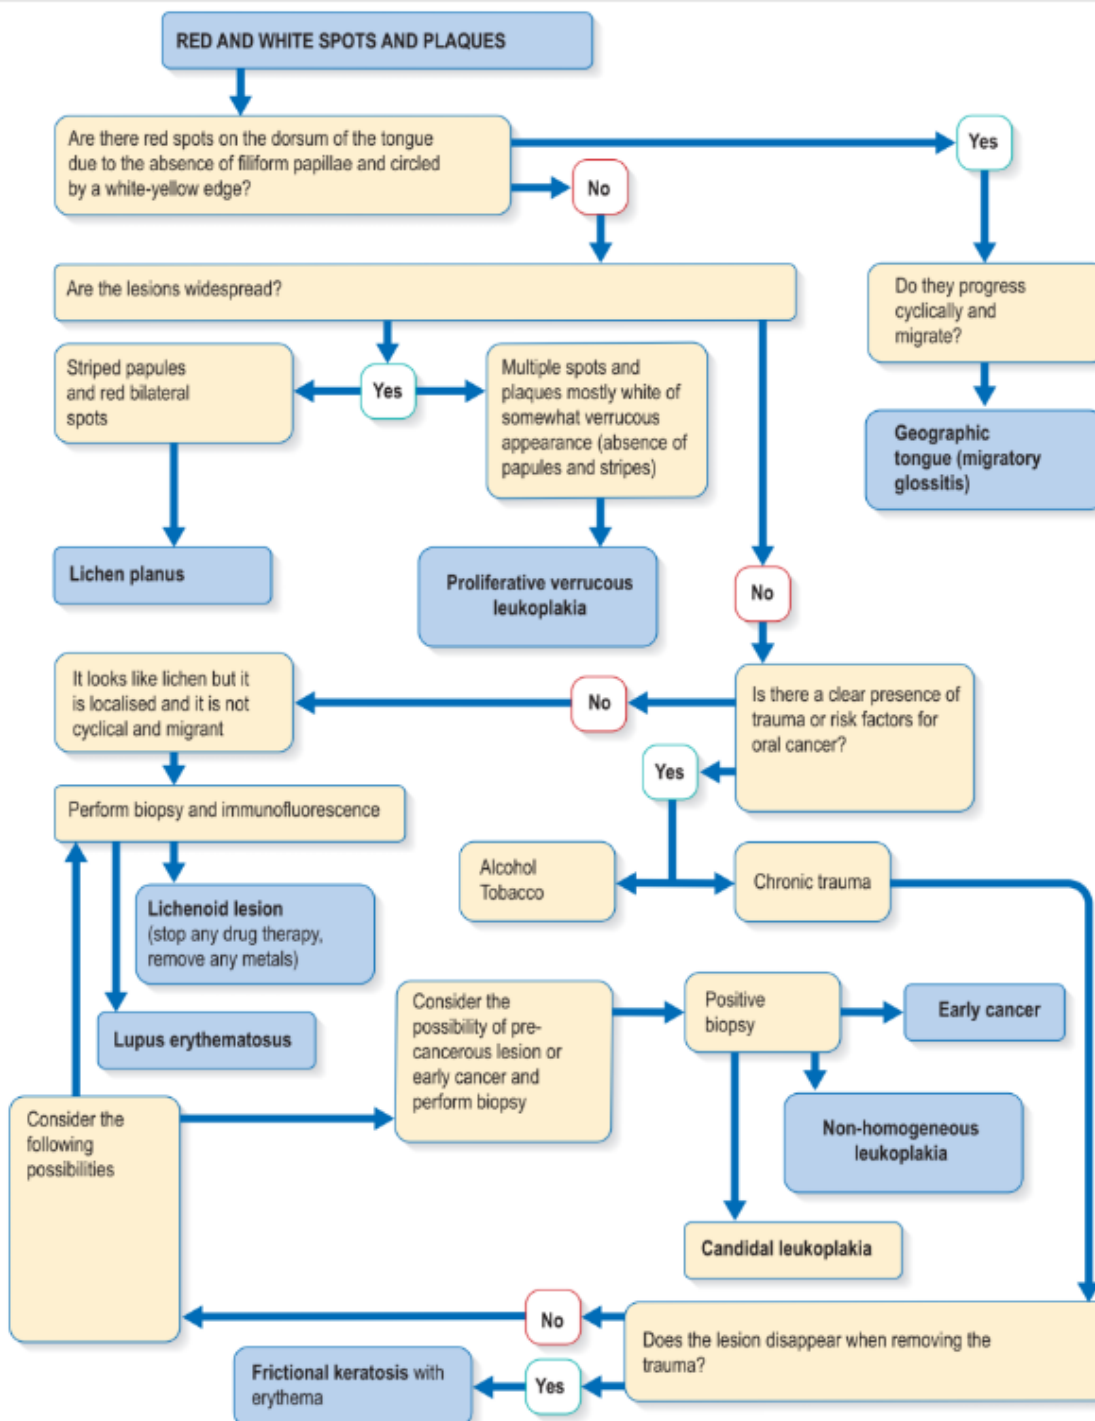 RED AND WHITE SPOTS AND PLAQUES
Are there red spots on the dorsum of the tongue
due to the absence of filiform papillae and circled
by a white-yellow edge?
Yes
No
Are the lesions widespread?
Do they progress
cyclically and
migrate?
Striped papules
and red bilateral
spots
Yes
Multiple spots and
plaques mostly white of
somewhat verrucous
appearance (absence of
papules and stripes)
Geographic
tongue (migratory
glossitis)
Lichen planus
Proliferative verrucous
leukoplakia
No
It looks like lichen but it
is localised and it is not
cyclical and migrant
No
Is there a clear presence of
trauma or risk factors for
oral cancer?
Yes
Perform biopsy and immunofluorescence
Alcohol
Tobacco
Chronic trauma
Lichenoid lesion
(stop any drug therapy,
remove any metals)
Lupus erythematosus
Consider the
possibility of pre-
cancerous lesion or
early cancer and
perform biopsy
Positive
biopsy
Early cancer
Non-homogeneous
leukoplakia
Consider the
following
possibilities
Candidal leukoplakia
No
Does the lesion disappear when removing the
trauma?
Frictional keratosis with
erythema
Yes